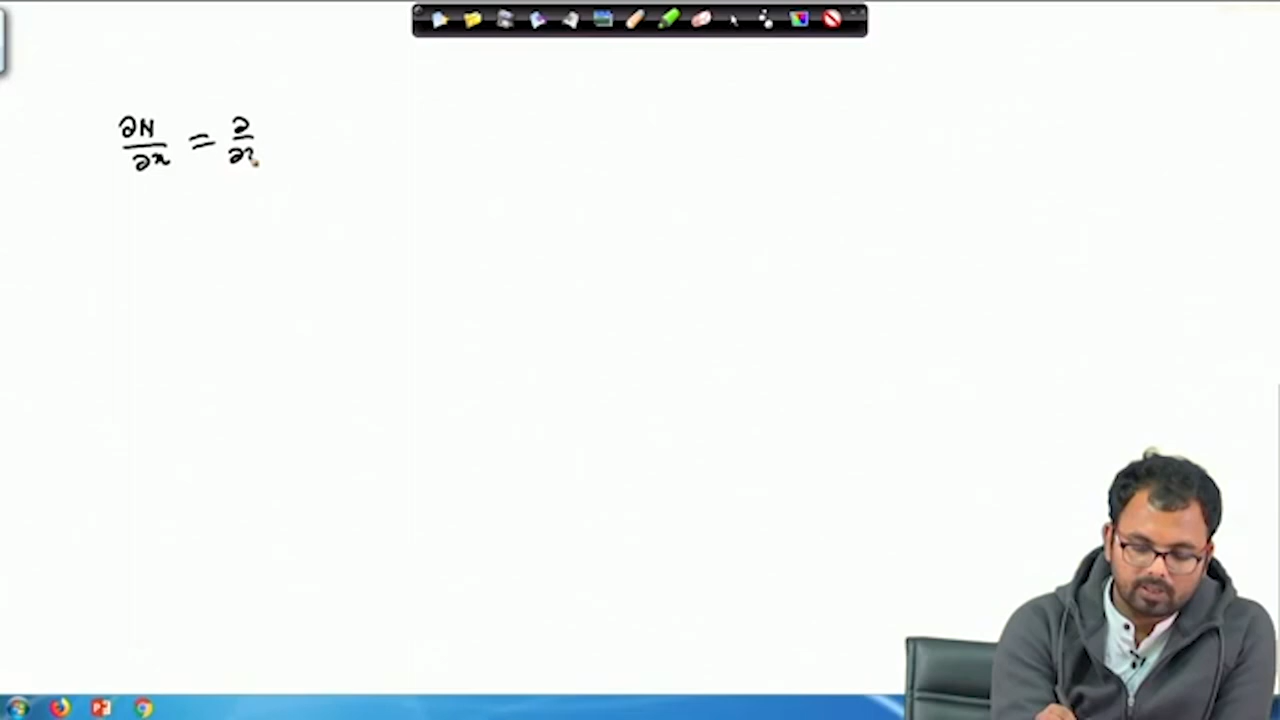 ∂N/∂x = ∂/∂x